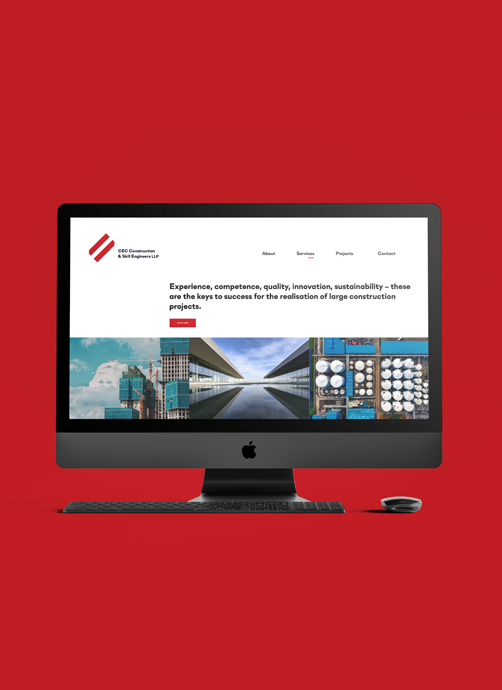 CEC Construction
& Skill Engineers LLP
About Services Projects Contact
Experience, competence, quality, innovation, sustainability – these
are the keys to success for the realisation of large construction
projects.